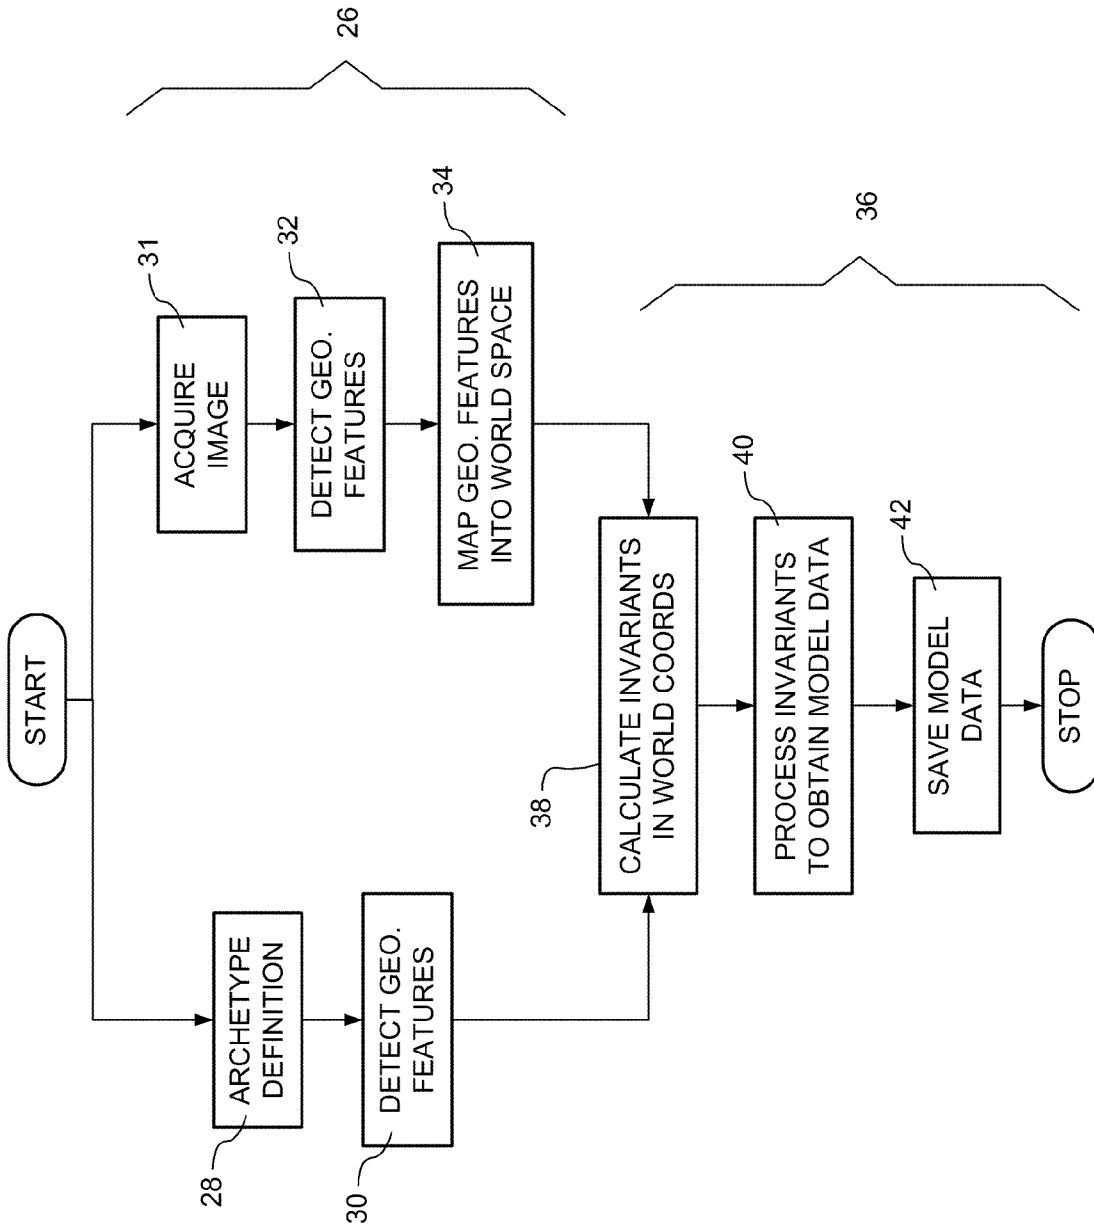 START
26
31
ACQUIRE
IMAGE
32
DETECT GEO.
FEATURES
34
MAP GEO. FEATURES
INTO WORLD SPACE
28
ARCHETYPE
DEFINITION
30
DETECT GEO.
FEATURES
36
38
CALCULATE INVARIANTS
IN WORLD COORDS
40
PROCESS INVARIANTS
TO OBTAIN MODEL DATA
42
SAVE MODEL
DATA
STOP